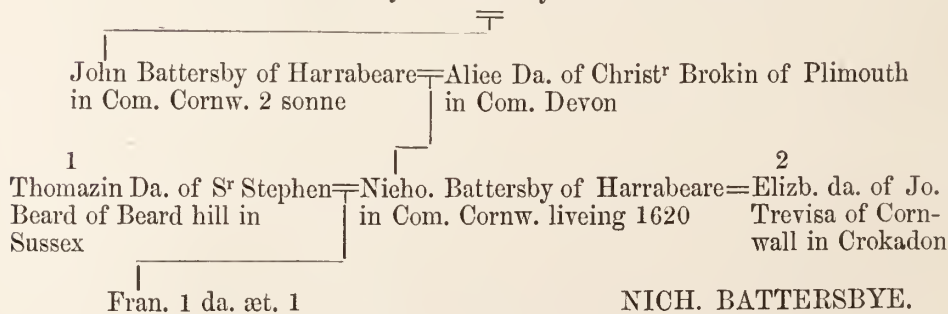 John Battersby of Harrabeare=Aliee Da. of Christʳ Brokin of Plimouth
in Com. Cornw. 2 sonne in Com. Devon
1 2
Thomazin Da. of Sʳ Stephen=Nieho. Battersby of Harrabeare=Elizb. da. of Jo.
Beard of Beard hill in in Com. Cornw. liveing 1620 Trevisa of Corn-
Sussex wall in Crokadon
Fran. 1 da. æt. 1 NICH. BATTERSBYE.